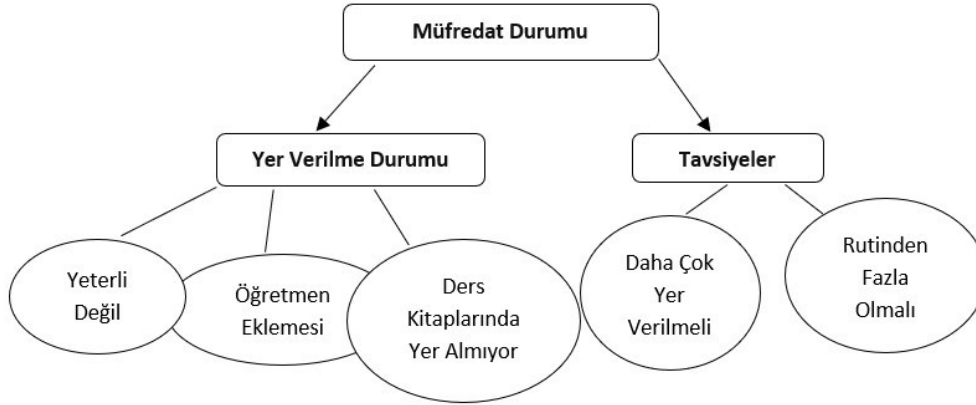 Müfredat Durumu
Yer Verilme Durumu
Tavsiyeler
Yeterli
Değil
Öğretmen
Eklemesi
Ders
Kitaplarında
Yer Almıyor
Daha Çok
Yer
Verilmeli
Rutinden
Fazla
Olmalı